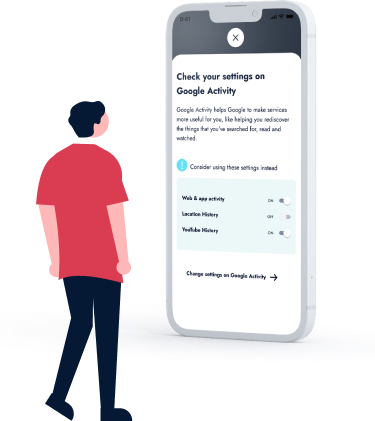 9:41
Check your settings on
Google Activity
Google Activity helps Google to make services
more useful for you, like helping you rediscover
the things that you've searched for, read and
watched.
Consider using these settings instead
Web & app activity ON
Location History OFF
YouTube History ON
Change settings on Google Activity →